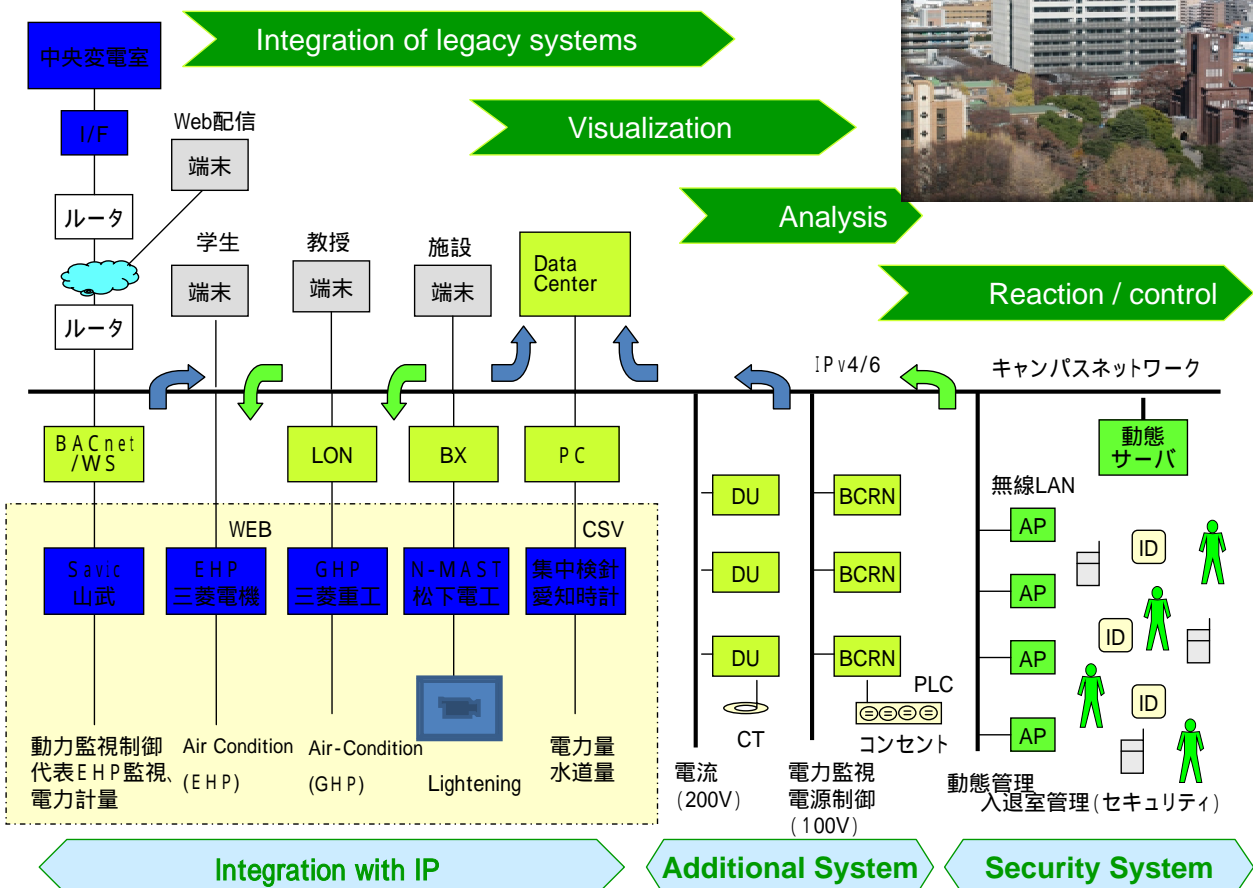 Integration of legacy systems
中央変電室
I/F
Web配信
端末
Visualization
ルータ
Analysis
学生
端末
教授
端末
施設
端末
Data
Center
Reaction / control
ルータ
IPv4/6
キャンパスネットワーク
BACnet
/WS
LON
BX
PC
動態
サーバ
DU
BCRN
無線LAN
AP
ID
WEB
CSV
Savic
山武
EHP
三菱電機
GHP
三菱重工
N-MAST
松下電工
集中検針
愛知時計
DU
BCRN
AP
ID
DU
BCRN
AP
PLC
ID
CT
コンセント
AP
動力監視制御
代表EHP監視、
電力計量
Air Condition
(EHP)
Air-Condition
(GHP)
Lightening
電力量
水道量
電流
(200V)
電力監視
電源制御
(100V)
動態管理
入退室管理(セキュリティ)
Integration with IP
Additional System
Security System